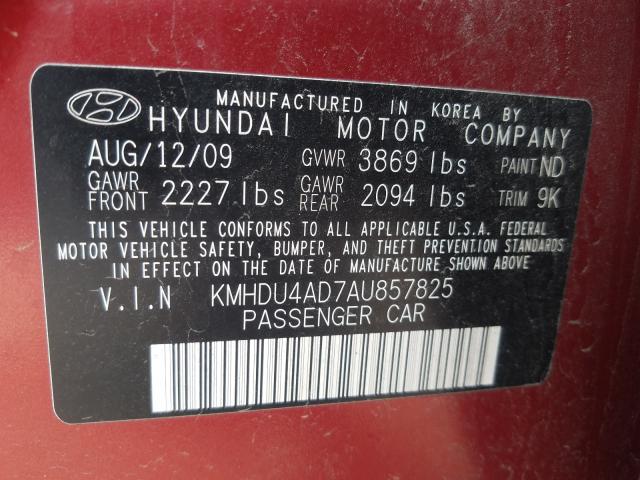 MANUFACTURED IN KOREA BY
HYUNDAI MOTOR COMPANY
AUG/12/09 GVWR 3869 lbs PAINT ND
GAWR FRONT 2227 lbs GAWR REAR 2094 lbs TRIM 9K
THIS VEHICLE CONFORMS TO ALL APPLICABLE U.S.A. FEDERAL
MOTOR VEHICLE SAFETY, BUMPER, AND THEFT PREVENTION STANDARDS
IN EFFECT ON THE DATE OF MANUFACTURE SHOWN ABOVE.
V.I.N KMHDU4AD7AU857825
PASSENGER CAR